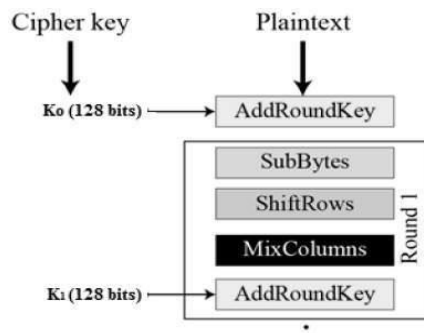 Cipher key Plaintext
K0 (128 bits) AddRoundKey
SubBytes
ShiftRows
MixColumns
Round 1
K1 (128 bits) AddRoundKey